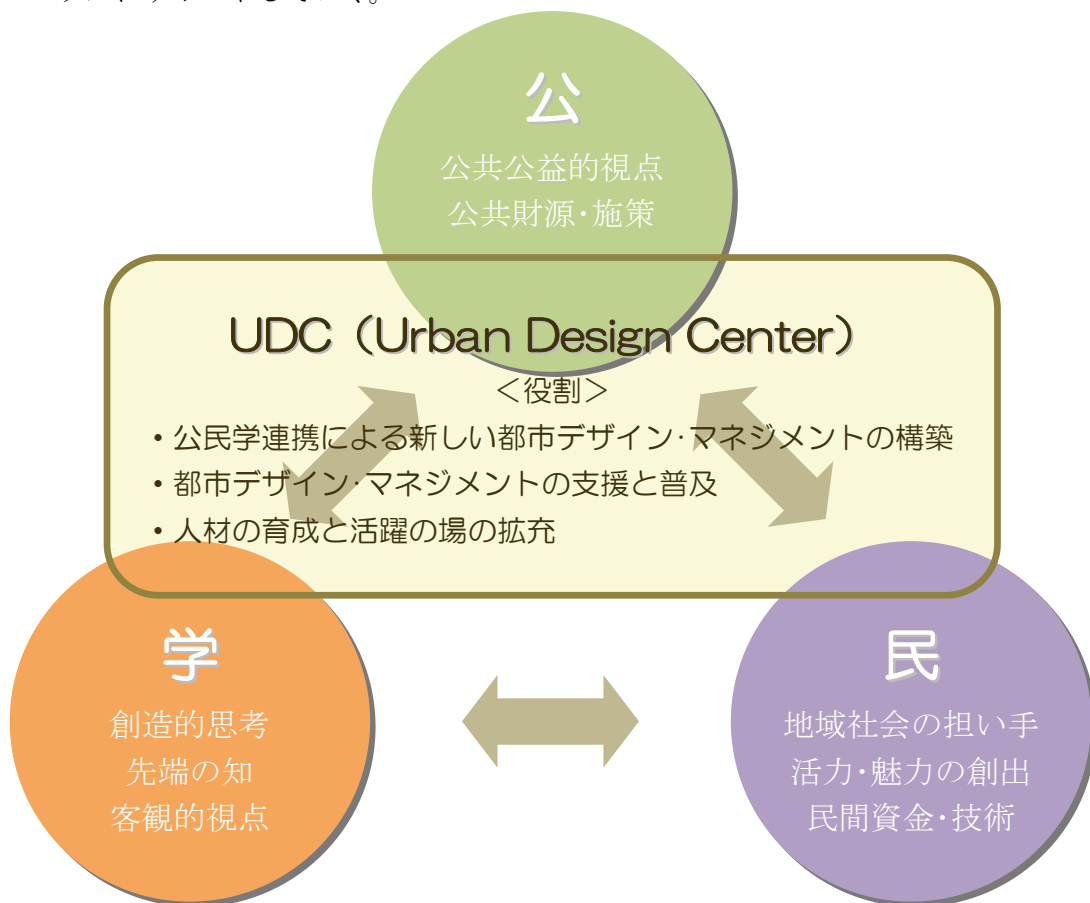 公
公共公益的視点
公共財源・施策
UDC（Urban Design Center）
＜役割＞
・公民学連携による新しい都市デザイン・マネジメントの構築
・都市デザイン・マネジメントの支援と普及
・人材の育成と活躍の場の拡充
学
創造的思考
先端の知
客観的視点
民
地域社会の担い手
活力・魅力の創出
民間資金・技術